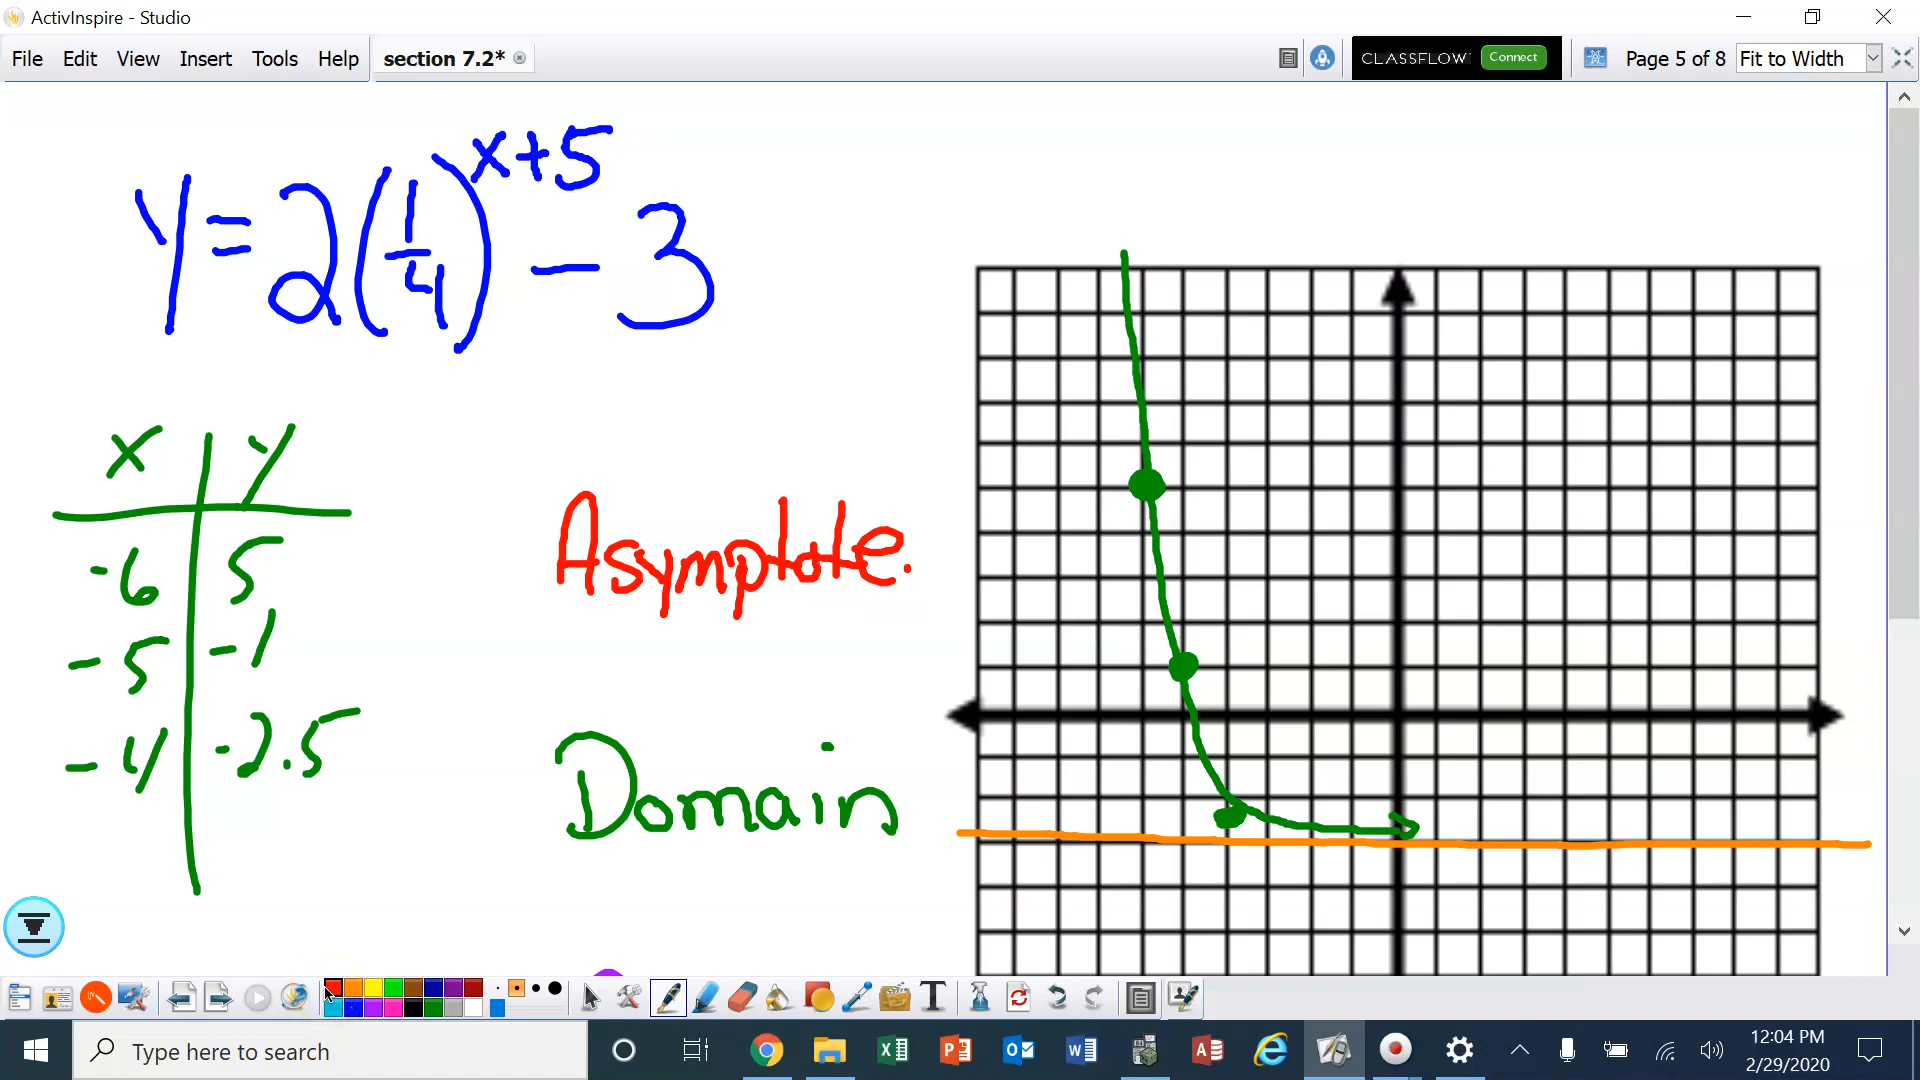 ActivInspire - Studio
File Edit View Insert Tools Help section 7.2* CLASSFLOW Connect Page 5 of 8 Fit to Width
y = 2(1/4)^x+5 - 3
x y
-6 5
-5 -1
-4 -2.5
Asymptote.
Domain
T
Type here to search
12:04 PM
2/29/2020